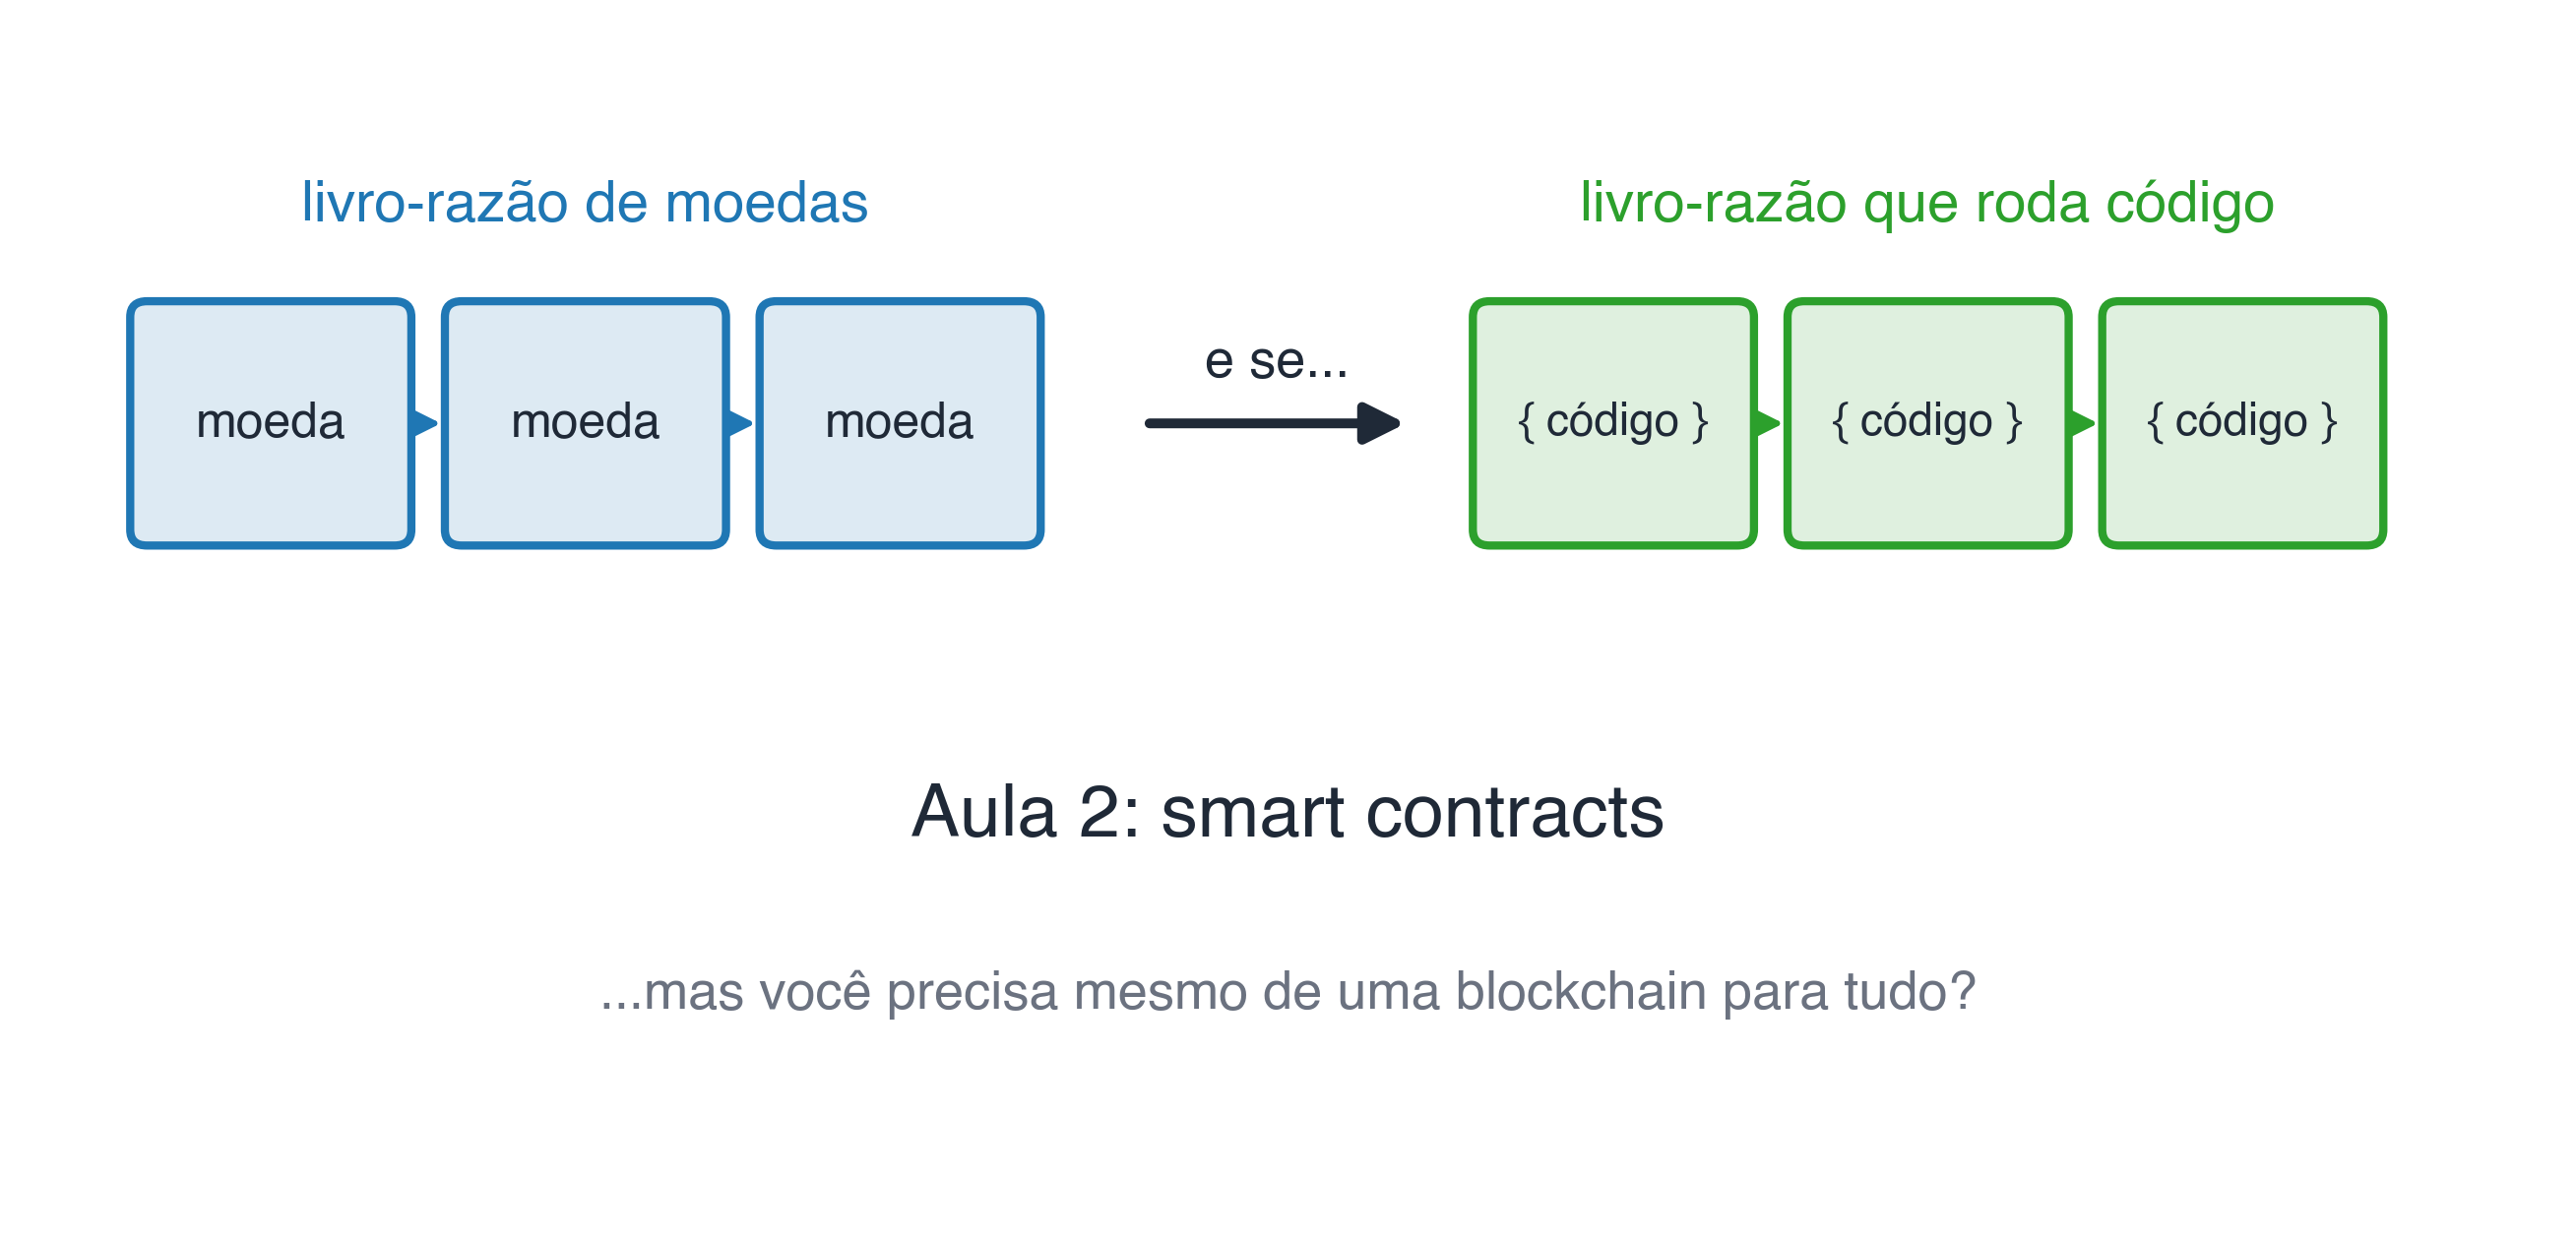 livro-razão de moedas
livro-razão que roda código
moeda
moeda
moeda
e se...
{ código }
{ código }
{ código }
Aula 2: smart contracts
...mas você precisa mesmo de uma blockchain para tudo?